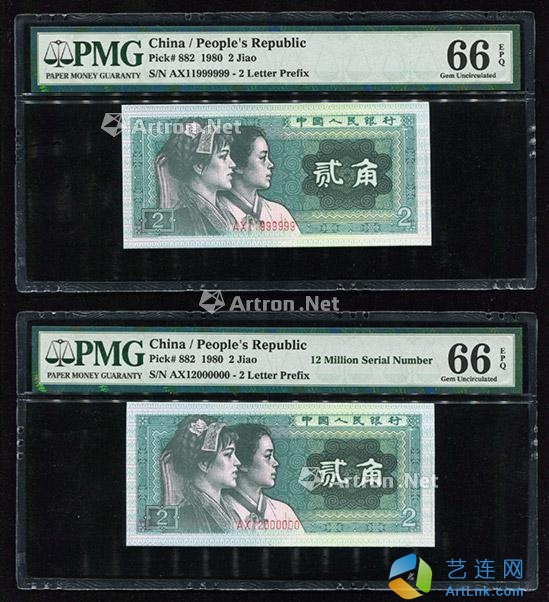 PMG
PAPER MONEY GUARANTY
China / People's Republic
Pick# 882 1980 2 Jiao
S/N AX11999999 - 2 Letter Prefix
66 EPQ
Gem Uncirculated
Artron.Net
中国人民银行
贰角
Artron.Net
2
AX11999999
2
Artron.Net
PMG
PAPER MONEY GUARANTY
China / People's Republic
Pick# 882 1980 2 Jiao
12 Million Serial Number
S/N AX12000000 - 2 Letter Prefix
66 EPQ
Gem Uncirculated
中国人民银行
贰角
Artron.Net
2
AX12000000
2
艺连网
ArtLnk.Com